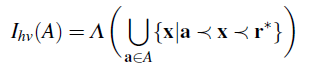 I_{hv}(A) = Λ( ⋃_{a∈A} {x|a ≺ x ≺ r*} )